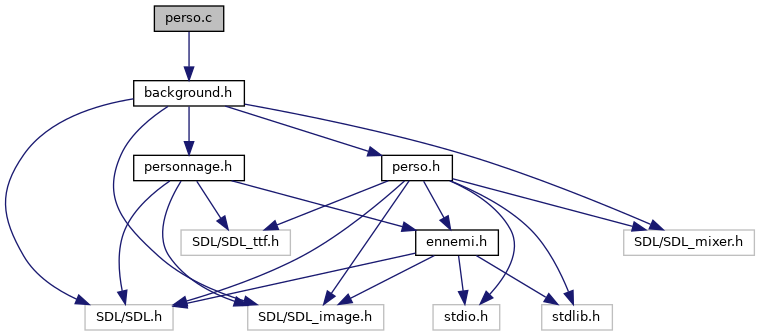 perso.c
background.h
personnage.h
perso.h
SDL/SDL_ttf.h
ennemi.h
SDL/SDL_mixer.h
SDL/SDL.h
SDL/SDL_image.h
stdio.h
stdlib.h